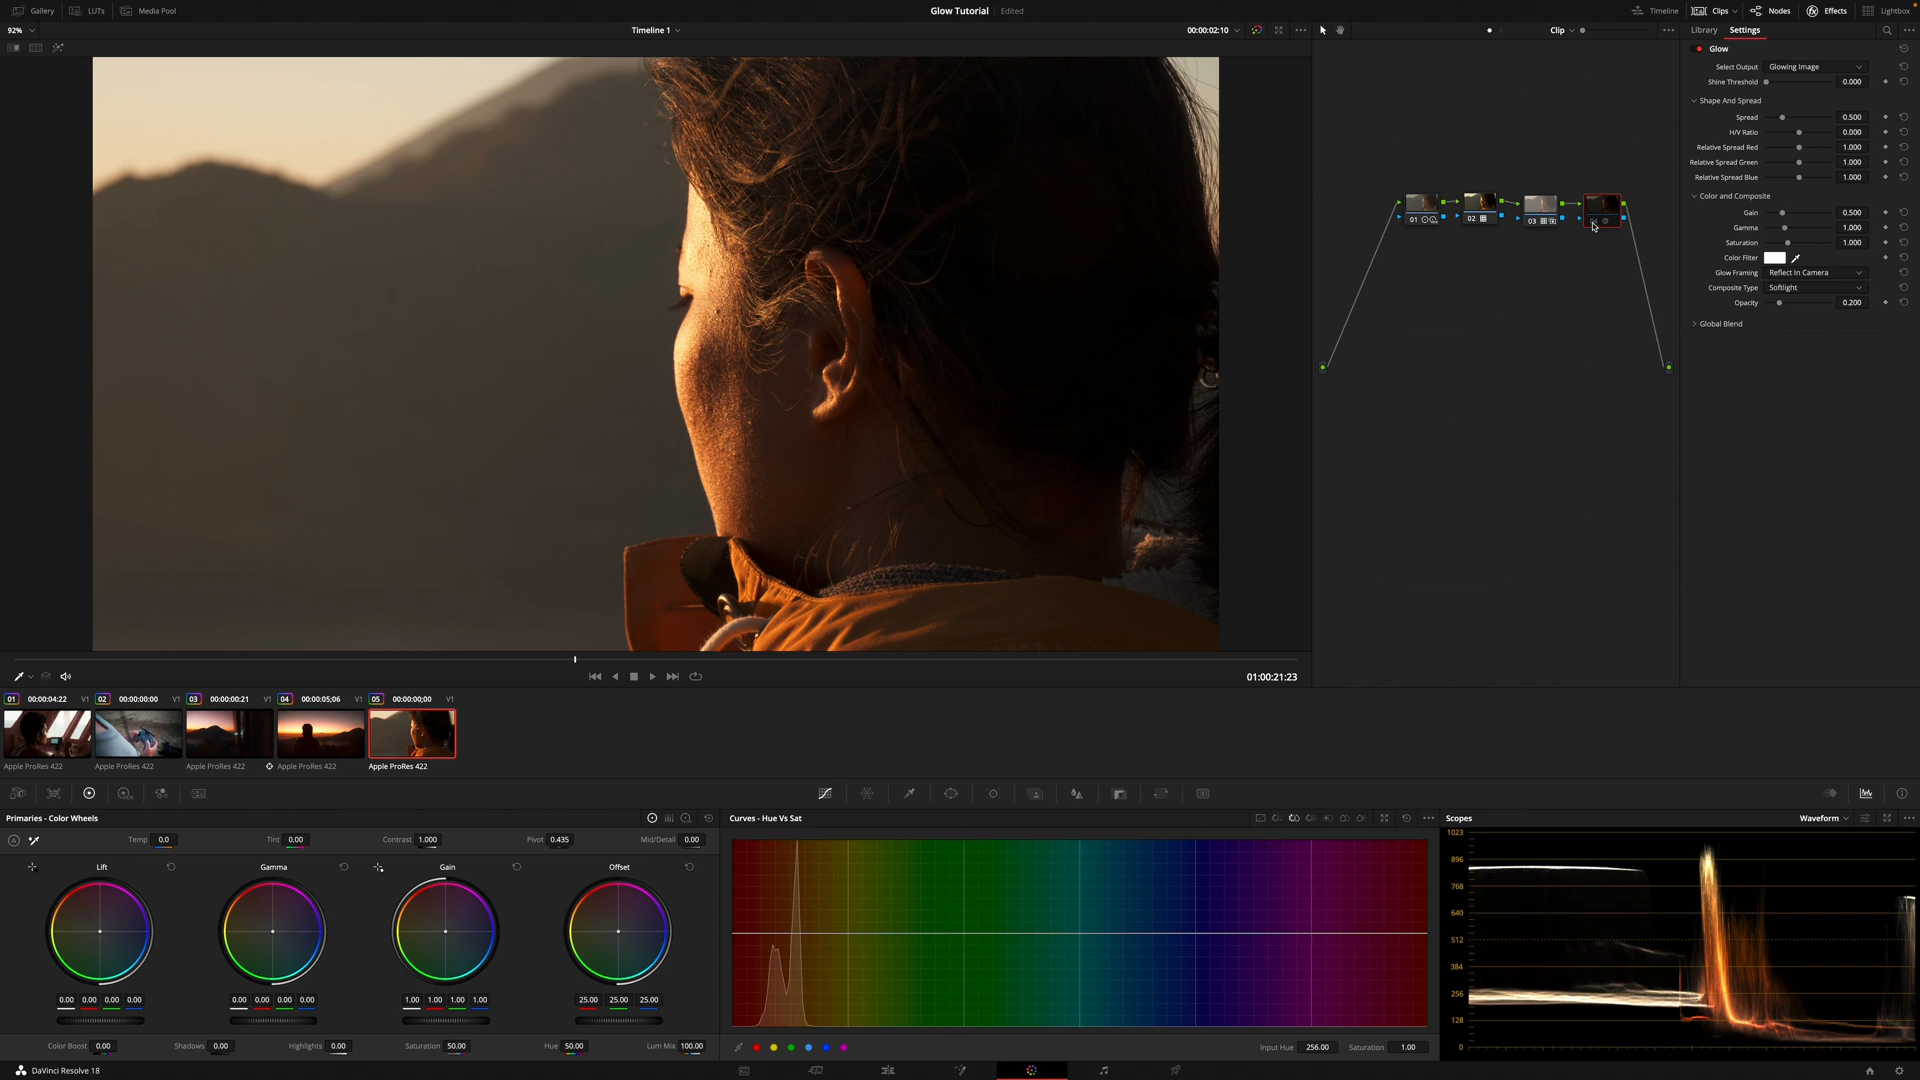 Gallery LUTs Media Pool Glow Tutorial Edited Timeline Clips Nodes Effects Lightbox
92% Timeline 1 00:00:02:10 Clip Library Settings
Glow
Select Output Glowing Image
Shine Threshold 0.000
Shape And Spread
Spread 0.500
H/V Ratio 0.000
Relative Spread Red 1.000
Relative Spread Green 1.000
Relative Spread Blue 1.000
Color and Composite
Gain 0.500
Gamma 1.000
Saturation 1.000
Color Filter
Glow Framing Reflect In Camera
Composite Type Softlight
Opacity 0.200
Global Blend
01 02 03 04
01:00:21:23
01 00:00:04:22 V1 02 00:00:00:00 V1 03 00:00:00:21 V1 04 00:00:05;06 V1 05 00:00:00;00 V1
Apple ProRes 422 Apple ProRes 422 Apple ProRes 422 Apple ProRes 422 Apple ProRes 422
Primaries - Color Wheels Curves - Hue Vs Sat Scopes Waveform
Temp 0.0 Tint 0.00 Contrast 1.000 Pivot 0.435 Mid/Detail 0.00
Lift Gamma Gain Offset
0.00 0.00 0.00 0.00 0.00 0.00 0.00 0.00 1.00 1.00 1.00 1.00 25.00 25.00 25.00
Color Boost 0.00 Shadows 0.00 Highlights 0.00 Saturation 50.00 Hue 50.00 Lum Mix 100.00
Input Hue 256.00 Saturation 1.00
1023
896
768
640
512
384
256
128
0
DaVinci Resolve 18